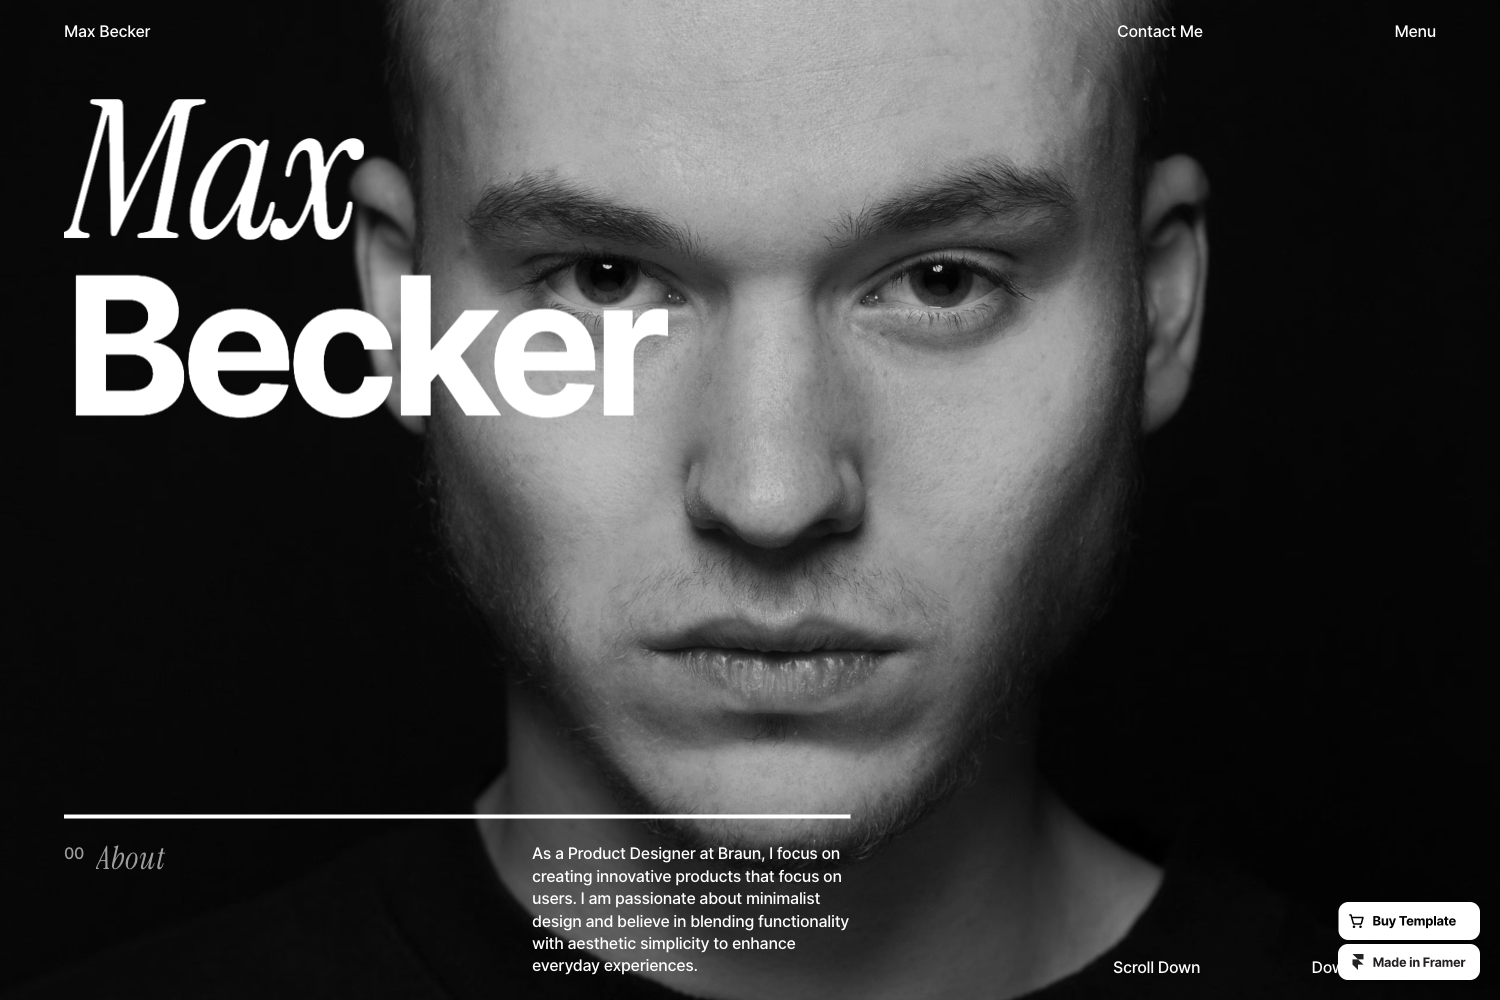 Max Becker
Contact Me
Menu
Max
Becker
00 About
As a Product Designer at Braun, I focus on
creating innovative products that focus on
users. I am passionate about minimalist
design and believe in blending functionality
with aesthetic simplicity to enhance
everyday experiences.
Scroll Down
Buy Template
Made in Framer